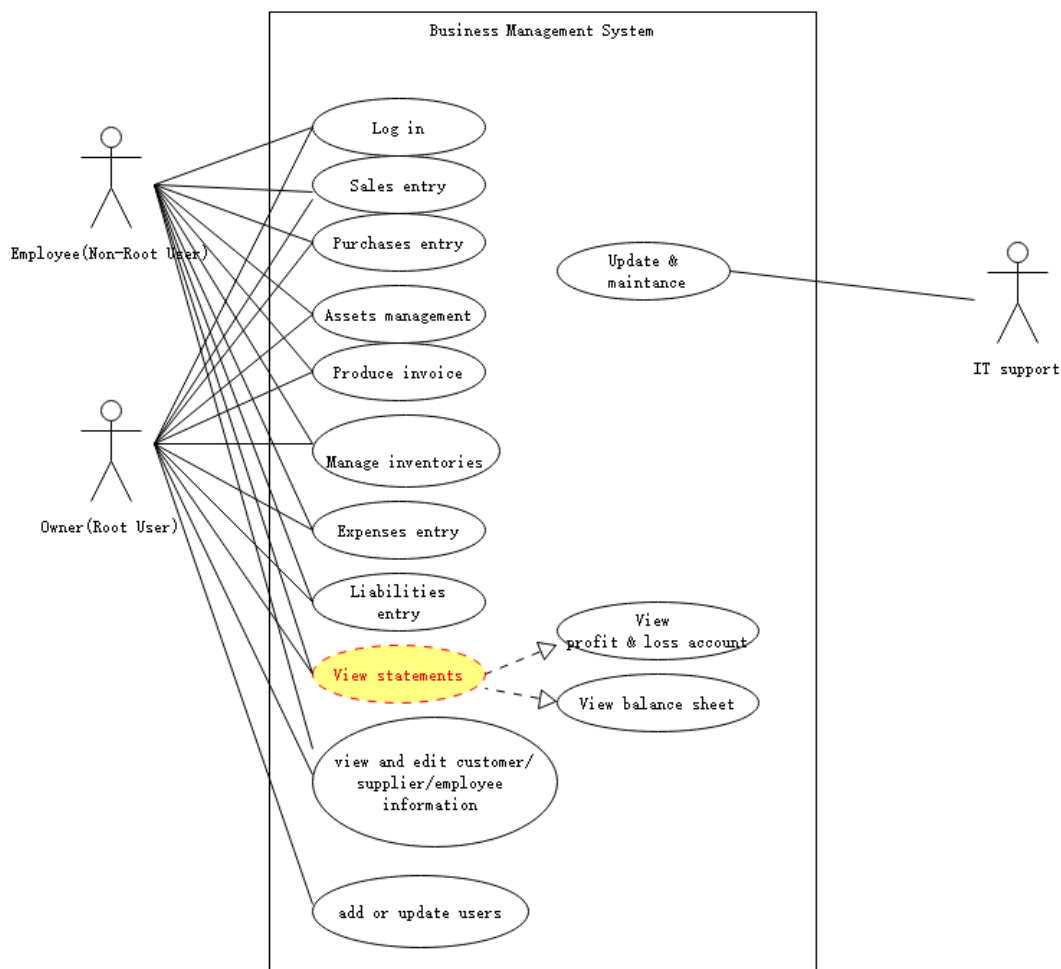 Business Management System
Log in
Sales entry
Employee(Non-Root User)
Purchases entry
Update &
maintance
Assets management
IT support
Produce invoice
Manage inventories
Owner(Root User)
Expenses entry
Liabilities
entry
View
profit & loss account
View statements
View balance sheet
view and edit customer/
supplier/employee
information
add or update users